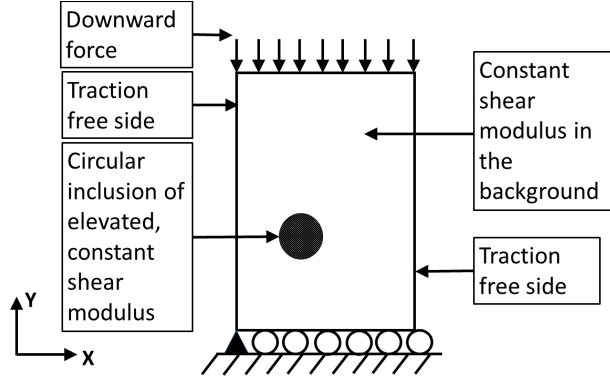 Downward
force
Traction
free side
Circular
inclusion of
elevated,
constant
shear
modulus
Constant
shear
modulus in
the
background
Traction
free side
Y
X